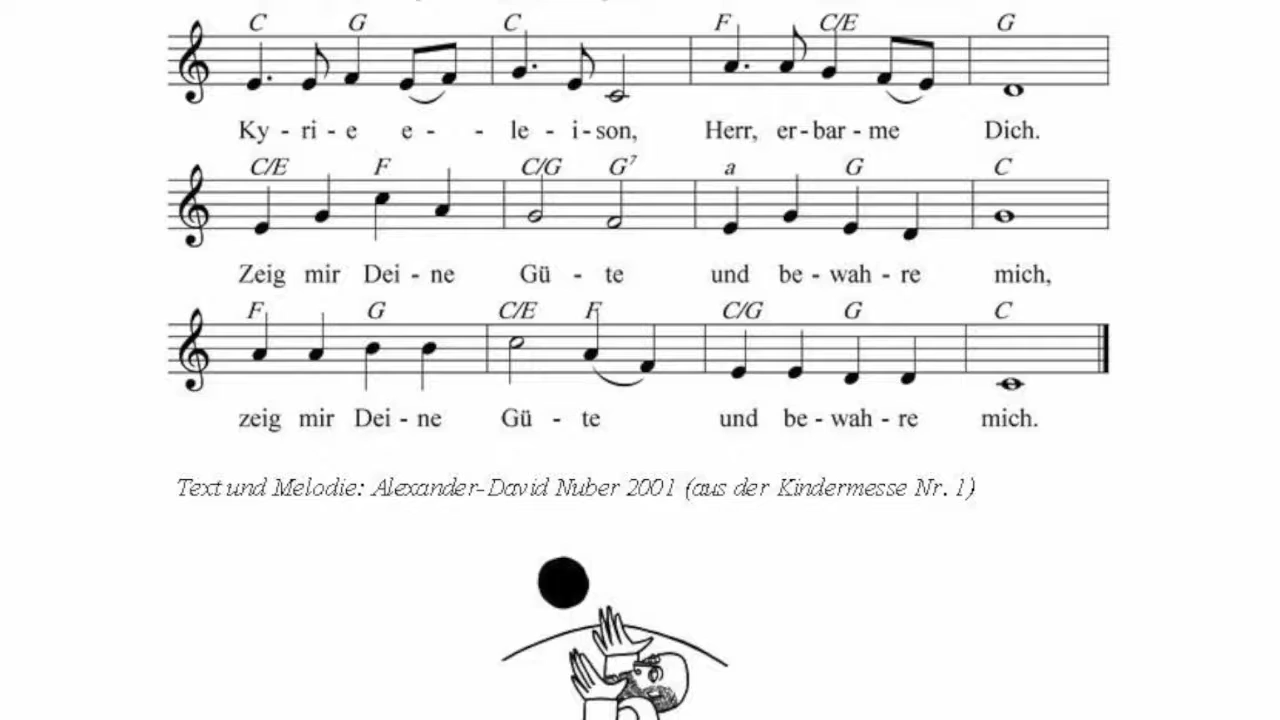 C G C F C/E G
Ky - ri - e e - - le - i - son, Herr, er - bar - me Dich.
C/E F C/G G7 a G C
Zeig mir Dei - ne Gü - te und be - wah - re mich,
F G C/E F C/G G C
zeig mir Dei - ne Gü - te und be - wah - re mich.
Text und Melodie: Alexander-David Nuber 2001 (aus der Kindermesse Nr. 1)